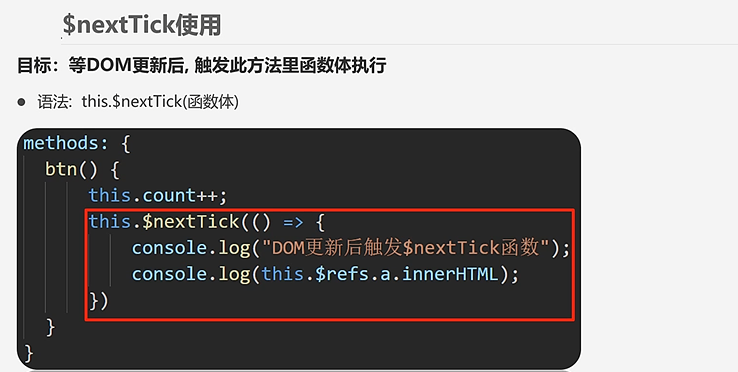 $nextTick使用
目标：等DOM更新后, 触发此方法里函数体执行
● 语法: this.$nextTick(函数体)
methods: {
btn() {
this.count++;
this.$nextTick(() => {
console.log("DOM更新后触发$nextTick函数");
console.log(this.$refs.a.innerHTML);
})
}
}